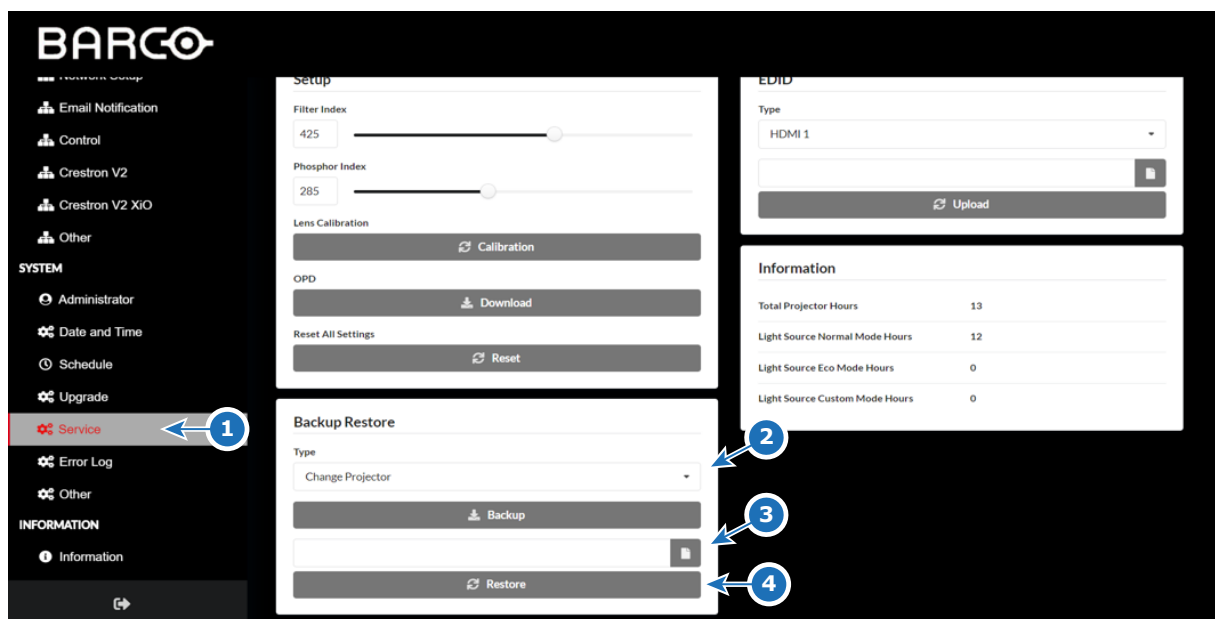 BARCO
Network Setup
Email Notification
Control
Crestron V2
Crestron V2 XiO
Other
SYSTEM
Administrator
Date and Time
Schedule
Upgrade
Service
1
Error Log
Other
INFORMATION
Information
Setup
Filter Index
425
Phosphor Index
285
Lens Calibration
Calibration
OPD
Download
Reset All Settings
Reset
Backup Restore
Type
2
Change Projector
Backup
3
Restore
4
EDID
Type
HDMI 1
Upload
Information
Total Projector Hours 13
Light Source Normal Mode Hours 12
Light Source Eco Mode Hours 0
Light Source Custom Mode Hours 0